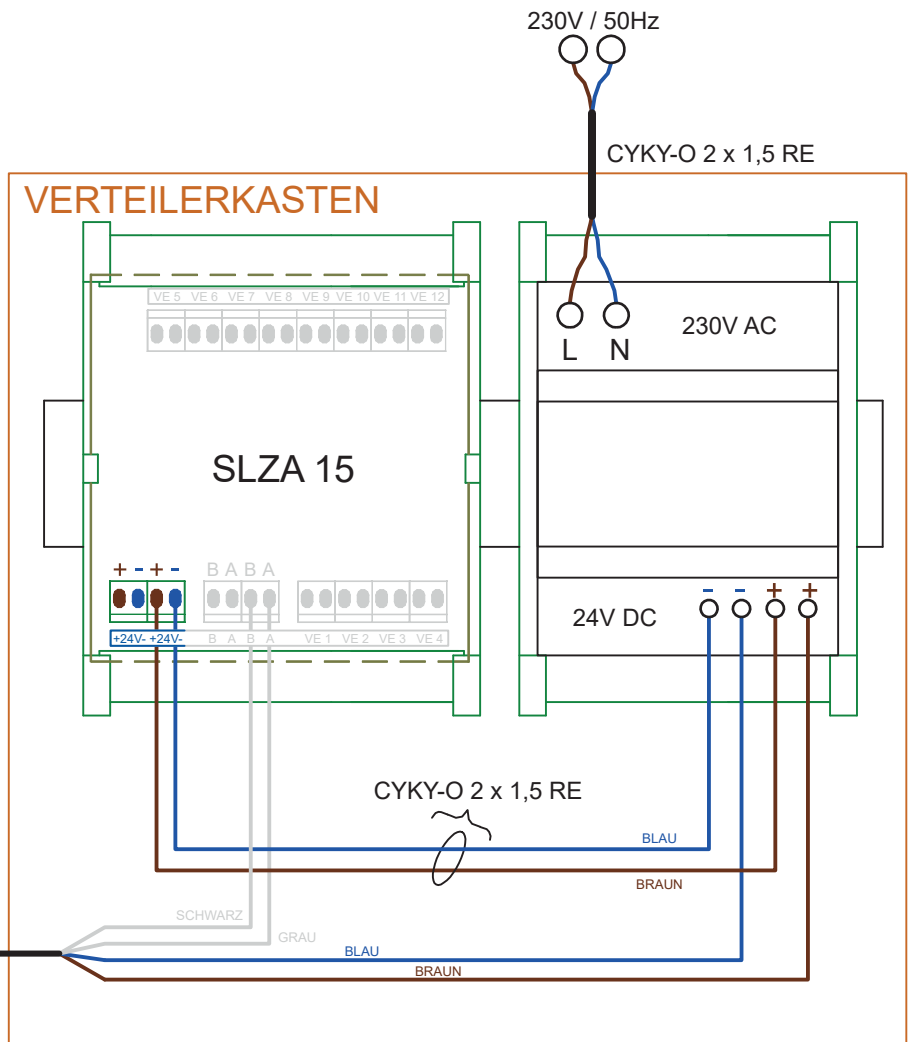 230V / 50Hz
CYKY-O 2 x 1,5 RE
VERTEILERKASTEN
VE 5 VE 6 VE 7 VE 8 VE 9 VE 10 VE 11 VE 12
230V AC
L N
SLZA 15
+ - + - B A B A
24V DC
- - + +
+24V- +24V- B A B A VE 1 VE 2 VE 3 VE 4
CYKY-O 2 x 1,5 RE
BLAU
BRAUN
SCHWARZ
GRAU
BLAU
BRAUN